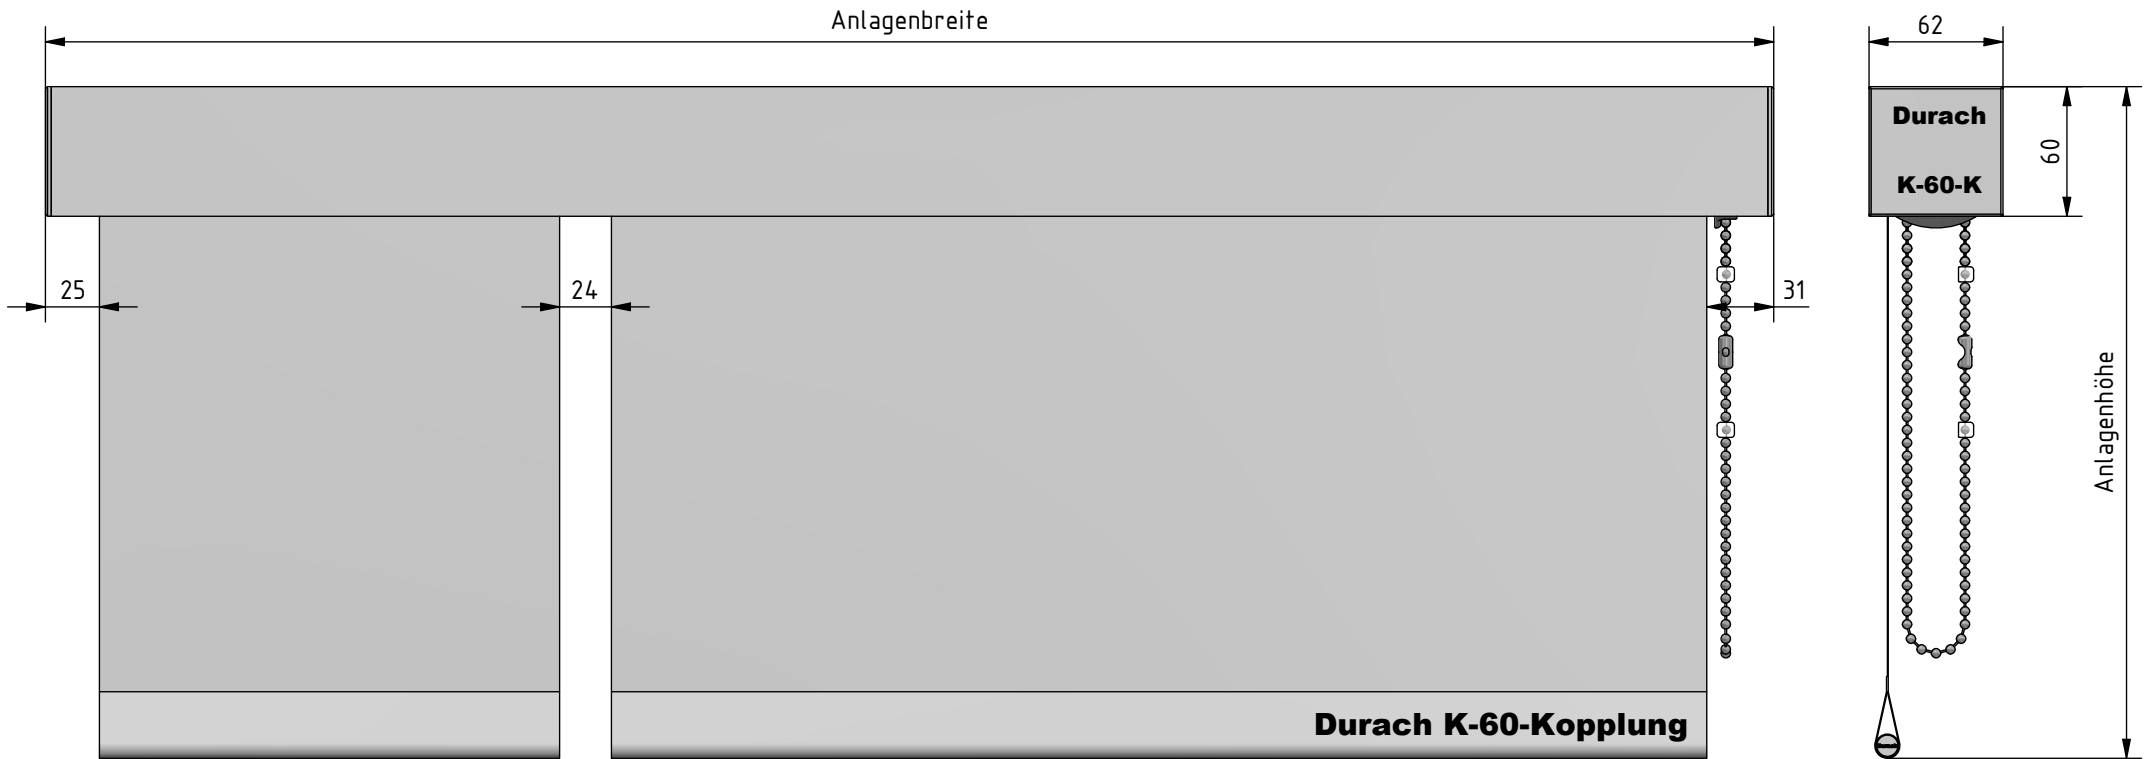 Anlagenbreite
62
Durach
K-60-K
60
25
24
31
Anlagenhöhe
Durach K-60-Kopplung